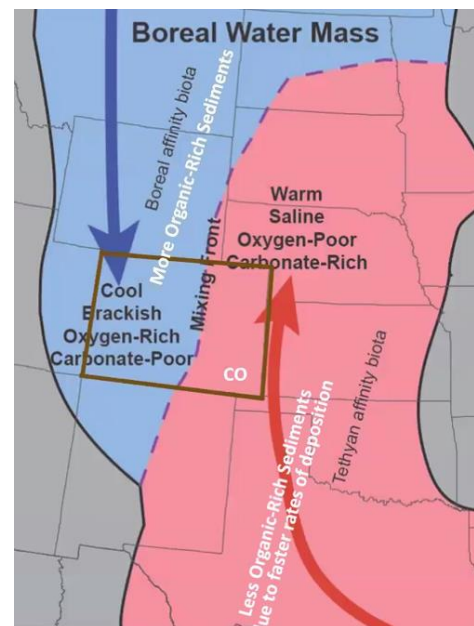 Boreal Water Mass
Boreal affinity biota
More Organic-Rich Sediments
Mixing Front
Warm
Saline
Oxygen-Poor
Carbonate-Rich
Cool
Brackish
Oxygen-Rich
Carbonate-Poor
CO
Less Organic-Rich Sediments
due to faster rates of deposition
Tethyan affinity biota